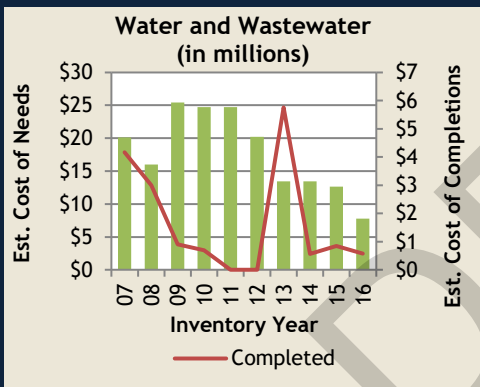 Water and Wastewater
(in millions)
Est. Cost of Needs
$30
$25
$20
$15
$10
$5
$0
$7
$6
$5
$4
$3
$2
$1
$0
Est. Cost of Completions
07 08 09 10 11 12 13 14 15 16
Inventory Year
Completed